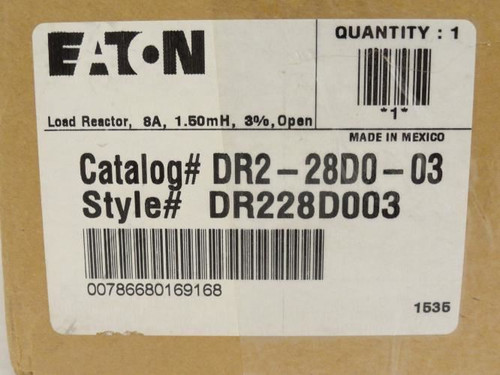 EATON
QUANTITY : 1
*1*
Load Reactor, 8A, 1.50mH, 3%, Open
MADE IN MEXICO
Catalog# DR2-28D0-03
Style# DR228D003
00786680169168
1535